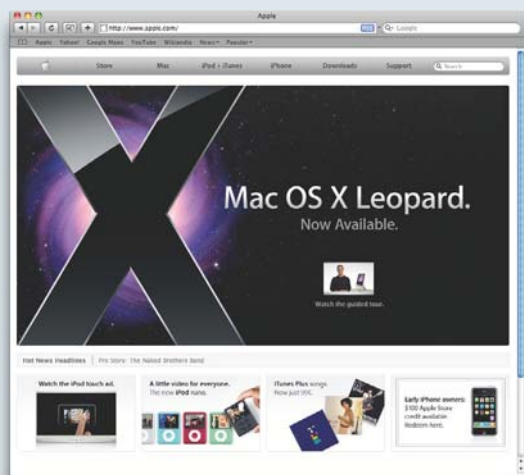 Apple
http://www.apple.com/
RSS
Google
Apple Yahoo! Google Maps YouTube Wikipedia News Popular
Store Mac iPod + iTunes iPhone Downloads Support Search
Mac OS X Leopard.
Now Available.
Watch the guided tour.
Hot News Headlines Pro Store: The Naked Brothers Band
Watch the iPod touch ad.
A little video for everyone.
The new iPod nano.
iTunes Plus songs.
Now just 99¢.
Early iPhone owners:
$100 Apple Store
credit available.
Redeem here.